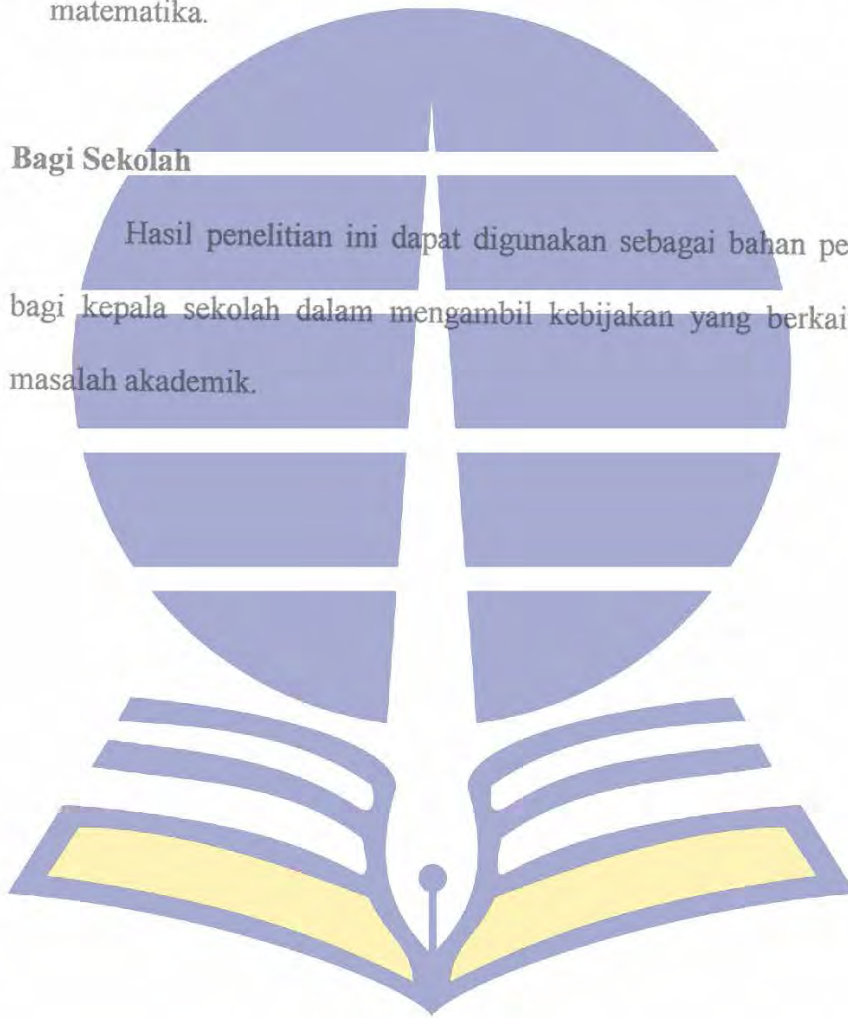 matematika.
Bagi Sekolah
Hasil penelitian ini dapat digunakan sebagai bahan pe
bagi kepala sekolah dalam mengambil kebijakan yang berkai
masalah akademik.